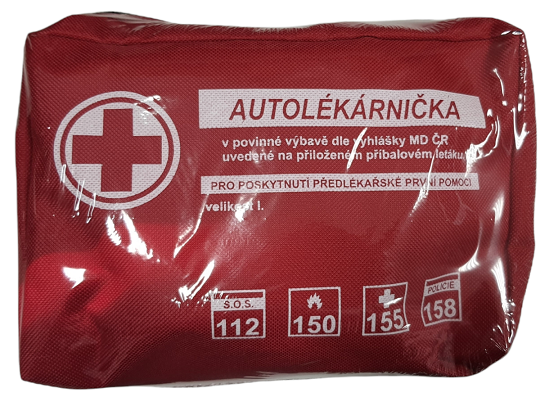 AUTOLÉKÁRNIČKA
v povinné výbavě dle vyhlášky MD ČR
uvedené na přiloženém příbalovém letáku.
PRO POSKYTNUTÍ PŘEDLÉKAŘSKÉ PRVNÍ POMOCI
velikost I.
S.O.S. POLICIE
112 150 155 158